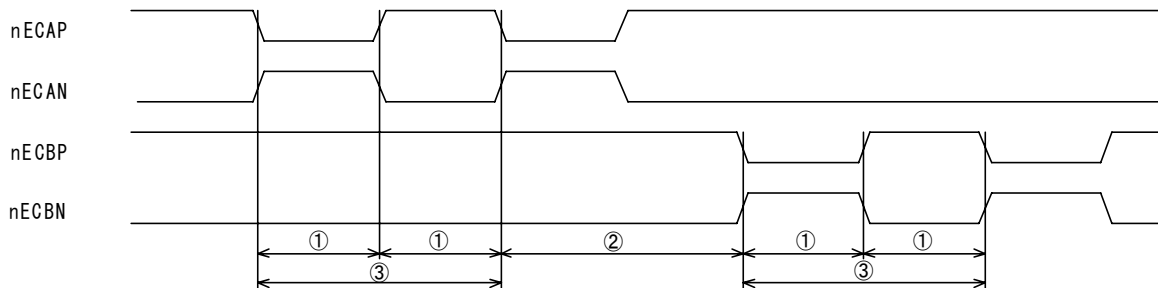 nECAP
nECAN
nECBP
nECBN
① ① ② ① ①
③ ③